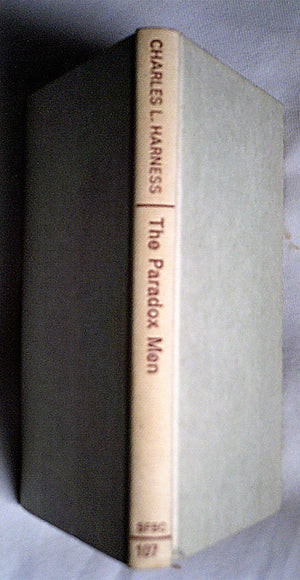 CHARLES L. HARNESS
The Paradox Men
SFBC
107